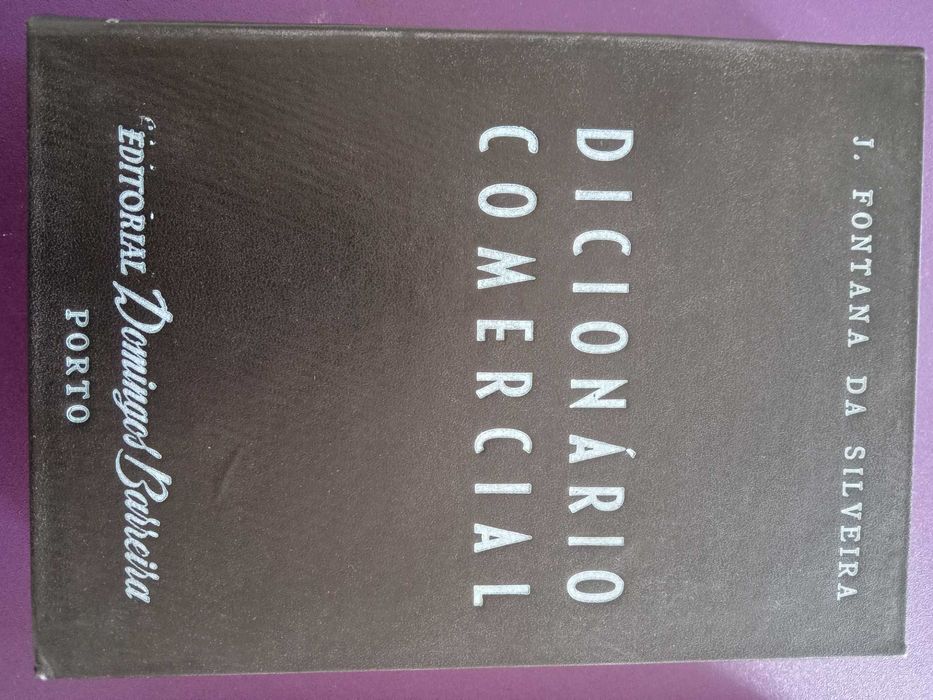 J. FONTANA DA SILVEIRA
DICIONÁRIO
COMERCIAL
EDITORIAL Domingos Barreira
PORTO